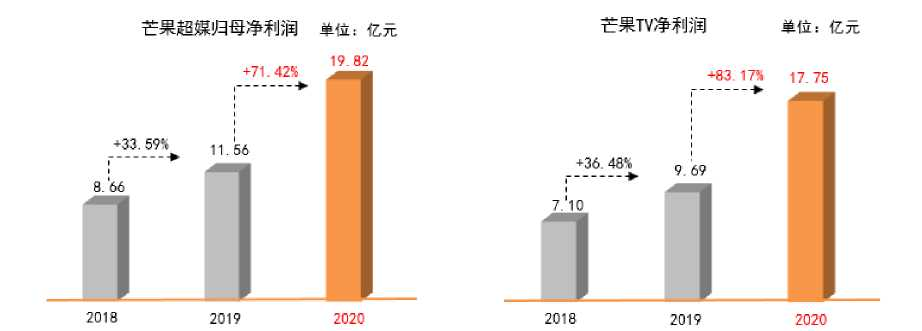 芒果超媒归母净利润 单位：亿元
19.82
+71.42%
11.56
+33.59%
8.66
2018 2019 2020
芒果TV净利润 单位：亿元
17.75
+83.17%
9.69
+36.48%
7.10
2018 2019 2020